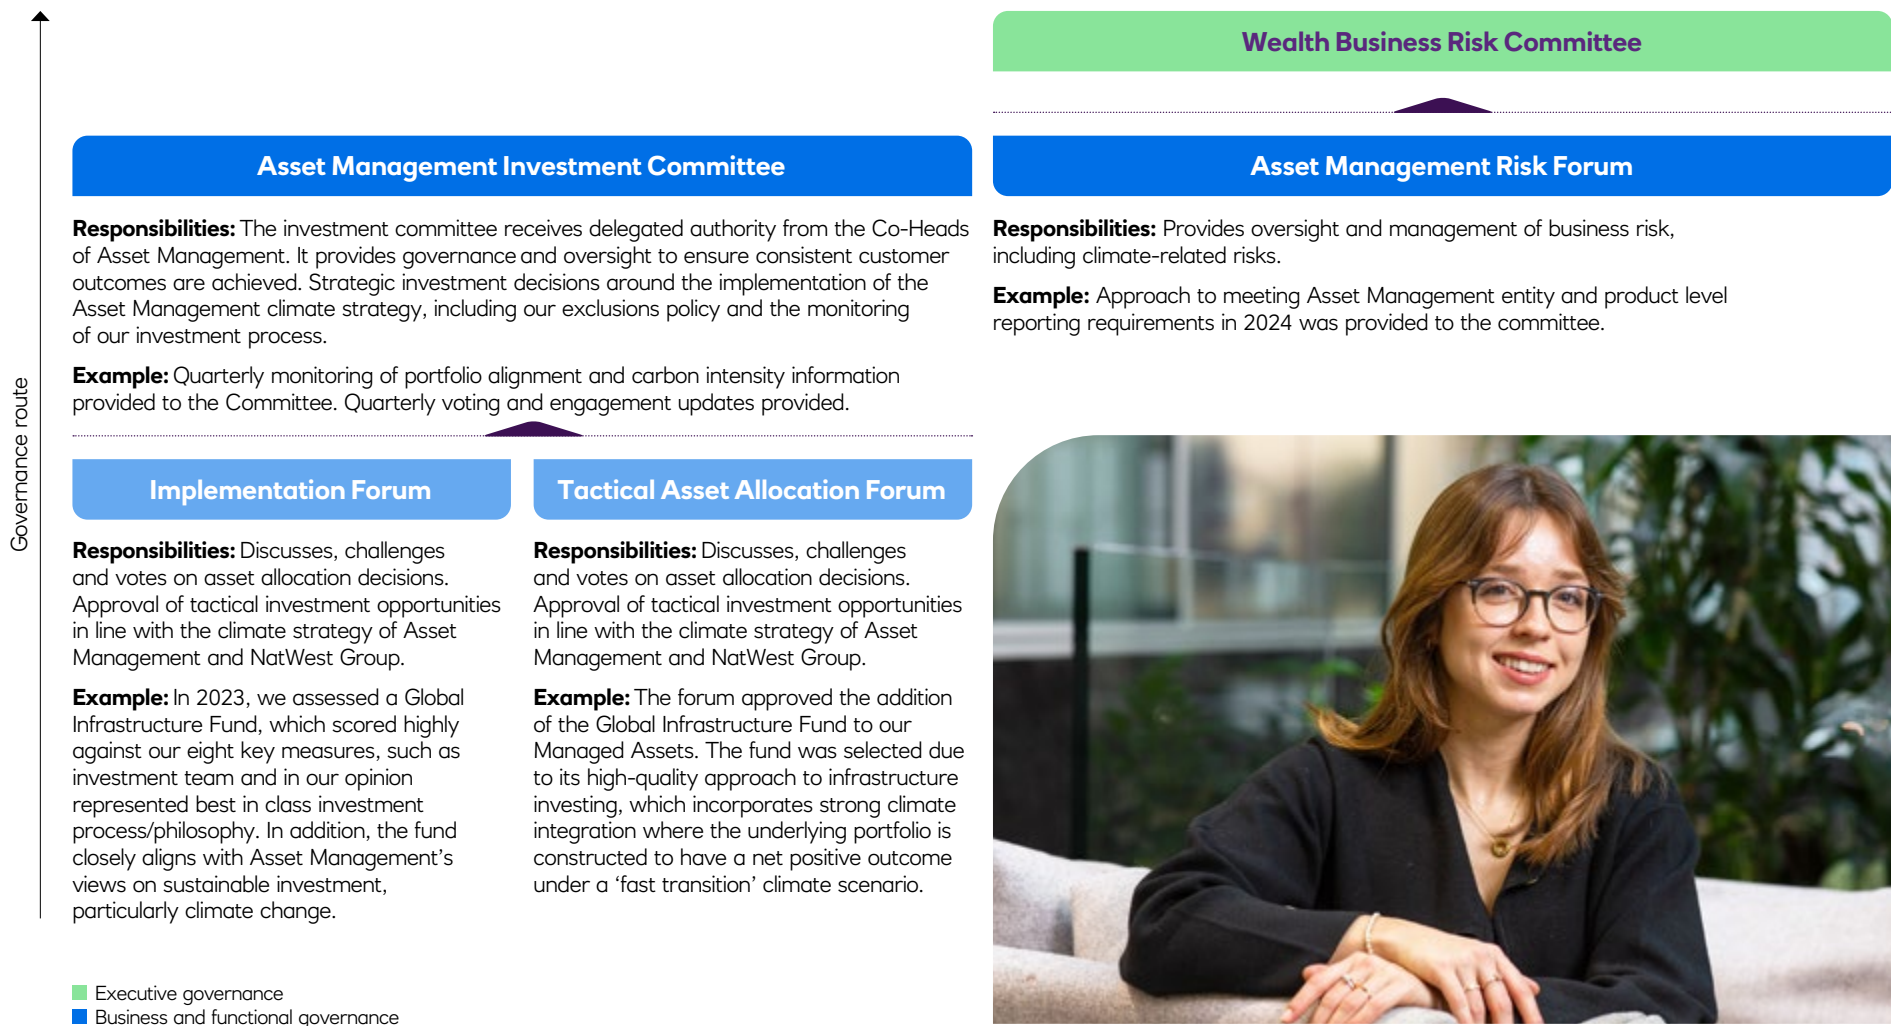 Governance route
Wealth Business Risk Committee
Asset Management Investment Committee
Responsibilities: The investment committee receives delegated authority from the Co-Heads
of Asset Management. It provides governance and oversight to ensure consistent customer
outcomes are achieved. Strategic investment decisions around the implementation of the
Asset Management climate strategy, including our exclusions policy and the monitoring
of our investment process.
Example: Quarterly monitoring of portfolio alignment and carbon intensity information
provided to the Committee. Quarterly voting and engagement updates provided.
Asset Management Risk Forum
Responsibilities: Provides oversight and management of business risk,
including climate-related risks.
Example: Approach to meeting Asset Management entity and product level
reporting requirements in 2024 was provided to the committee.
Implementation Forum
Responsibilities: Discusses, challenges
and votes on asset allocation decisions.
Approval of tactical investment opportunities
in line with the climate strategy of Asset
Management and NatWest Group.
Example: In 2023, we assessed a Global
Infrastructure Fund, which scored highly
against our eight key measures, such as
investment team and in our opinion
represented best in class investment
process/philosophy. In addition, the fund
closely aligns with Asset Management’s
views on sustainable investment,
particularly climate change.
Tactical Asset Allocation Forum
Responsibilities: Discusses, challenges
and votes on asset allocation decisions.
Approval of tactical investment opportunities
in line with the climate strategy of Asset
Management and NatWest Group.
Example: The forum approved the addition
of the Global Infrastructure Fund to our
Managed Assets. The fund was selected due
to its high-quality approach to infrastructure
investing, which incorporates strong climate
integration where the underlying portfolio is
constructed to have a net positive outcome
under a ‘fast transition’ climate scenario.
Executive governance
Business and functional governance